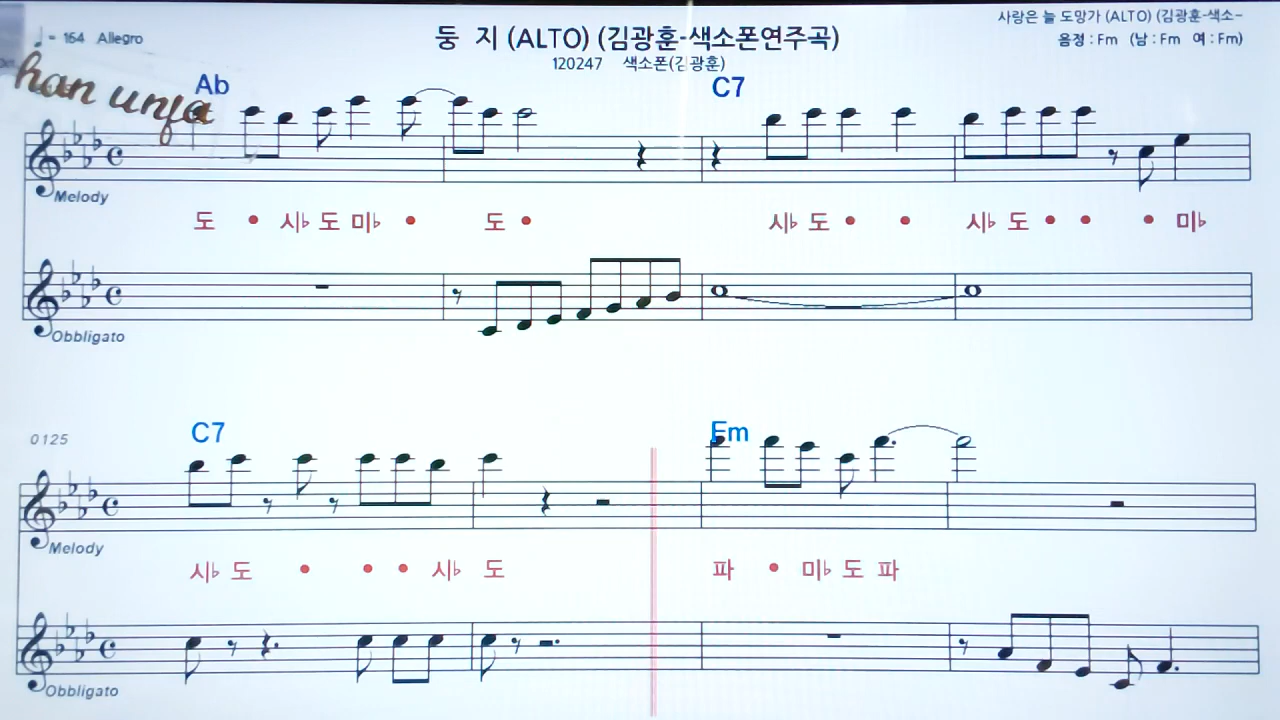 ♩ = 164 Allegro
둥 지 (ALTO) (김광훈-색소폰연주곡)
사랑은 늘 도망가 (ALTO) (김광훈-색소-
음정 : Fm (남 : Fm 여 : Fm)
120247 색소폰(김광훈)
han unja
Ab C7
Melody
도 • 시♭ 도 미♭ • 도 • 시♭ 도 • • 시♭ 도 • • • 미♭
Obbligato
0125
C7 Fm
Melody
시♭ 도 • • • 시♭ 도 파 • 미♭ 도 파
Obbligato